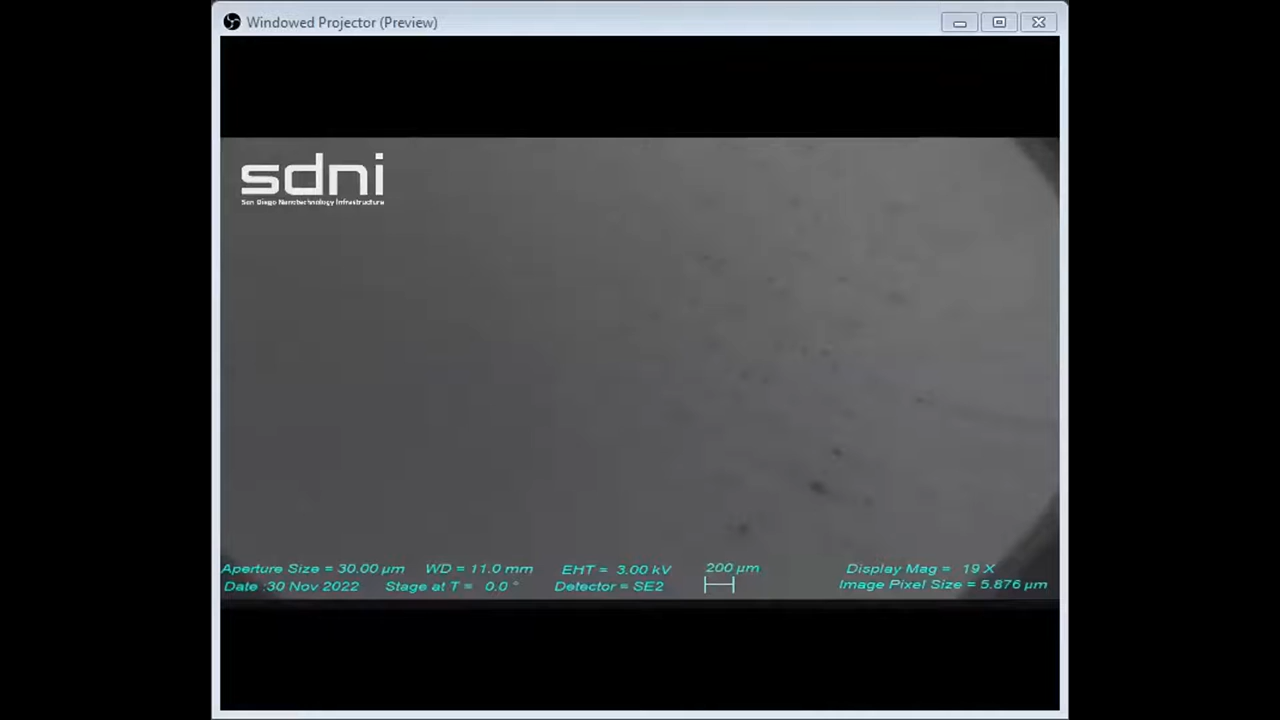 Windowed Projector (Preview)
sdni
San Diego Nanotechnology Infrastructure
Aperture Size = 30.00 µm WD = 11.0 mm EHT = 3.00 kV 200 µm Display Mag = 19 X
Date :30 Nov 2022 Stage at T = 0.0 ° Detector = SE2 Image Pixel Size = 5.876 µm